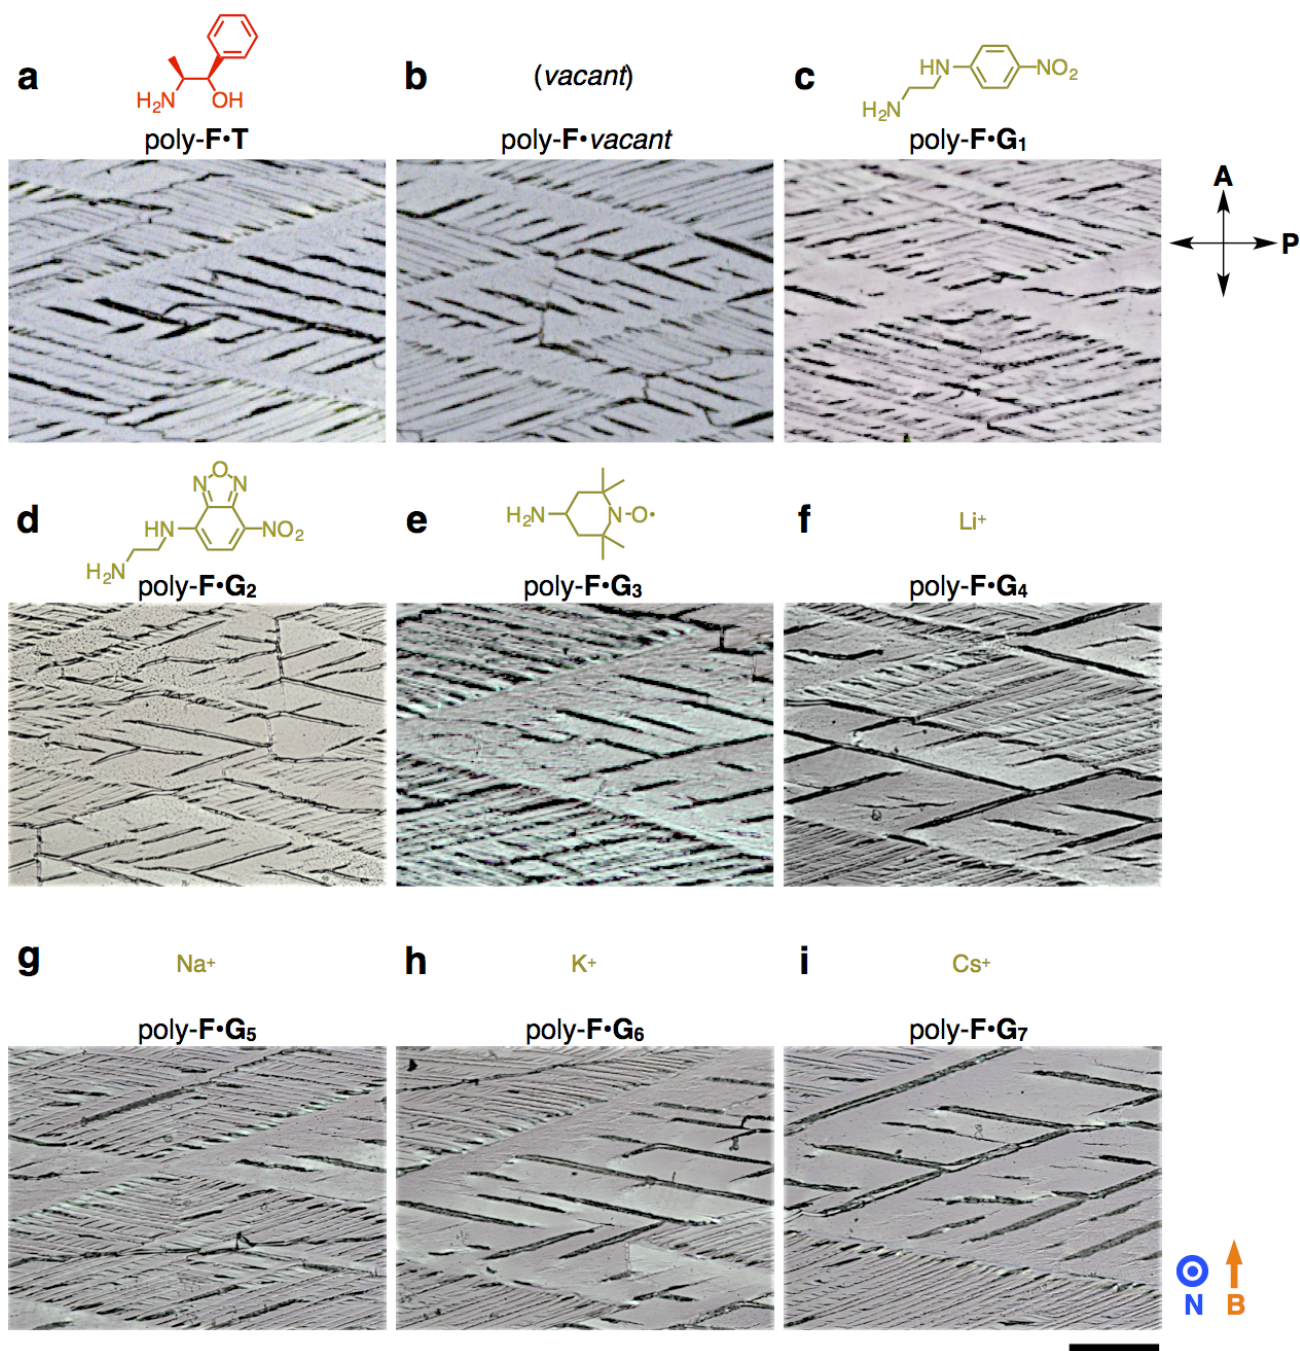 a
H₂N
OH
poly-F•T
b
(vacant)
poly-F•vacant
c
HN
NO₂
H₂N
poly-F•G₁
A
P
d
O
N N
HN
NO₂
H₂N
poly-F•G₂
e
H₂N
N-O•
poly-F•G₃
f
Li⁺
poly-F•G₄
g
Na⁺
poly-F•G₅
h
K⁺
poly-F•G₆
i
Cs⁺
poly-F•G₇
N B